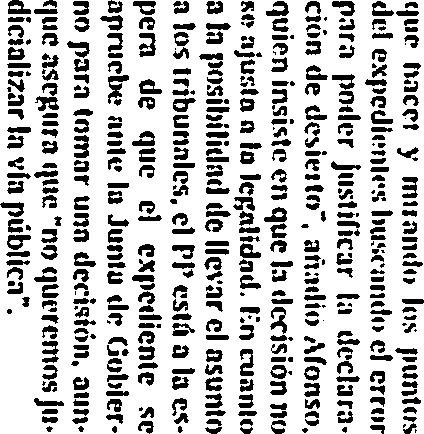 que hacer y mirando los puntos
del expedientes buscando el error
para poder justificar la declara-
ción de desierto", añadió Afonso,
quien insiste en que la decisión no
se ajusta a la legalidad. En cuanto
a la posibilidad de llevar el asunto
a los tribunales, el PP está a la es-
pera de que el expediente se
apruebe ante la Junta de Gobier-
no para tomar una decisión, aun-
que asegura que "no queremos ju-
dicializar la vía pública".